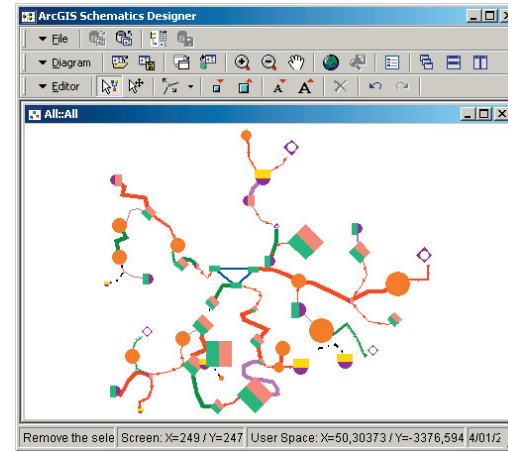 ArcGIS Schematics Designer
File
Diagram
Editor A A
All::All
Remove the sele Screen: X=249 / Y=247 User Space: X=50,30373 / Y=-3376,594 4/01/2